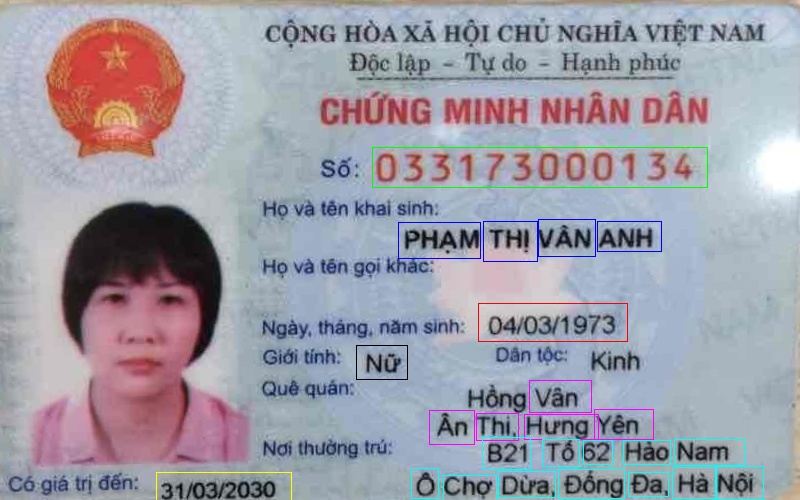 CỘNG HÒA XÃ HỘI CHỦ NGHĨA VIỆT NAM
Độc lập - Tự do - Hạnh phúc
CHỨNG MINH NHÂN DÂN
Số: 033173000134
Họ và tên khai sinh:
PHẠM THỊ VÂN ANH
Họ và tên gọi khác:
Ngày, tháng, năm sinh: 04/03/1973
Giới tính: Nữ Dân tộc: Kinh
Quê quán: Hồng Vân
Ân Thi, Hưng Yên
Nơi thường trú: B21 Tổ 62 Hào Nam
Có giá trị đến: 31/03/2030 Ô Chợ Dừa, Đống Đa, Hà Nội